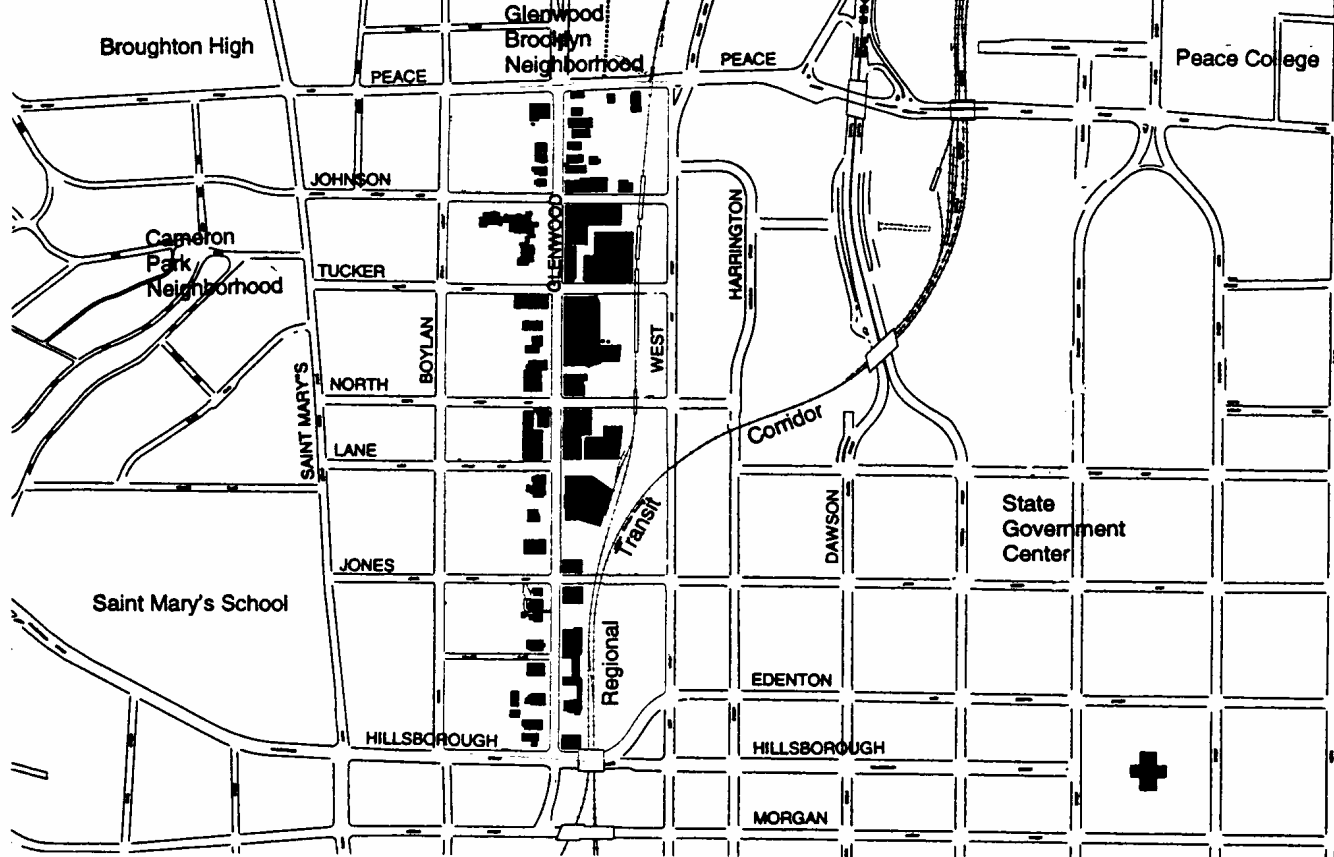 Glenwood
Brooklyn
Neighborhood
Broughton High
PEACE
PEACE
Peace College
JOHNSON
GLENWOOD
HARRINGTON
Cameron
Park
Neighborhood
TUCKER
BOYLAN
WEST
SAINT MARY"S
NORTH
Corridor
LANE
Transit
DAWSON
State
Government
Center
JONES
Saint Mary's School
Regional
EDENTON
HILLSBOROUGH
HILLSBOROUGH
MORGAN